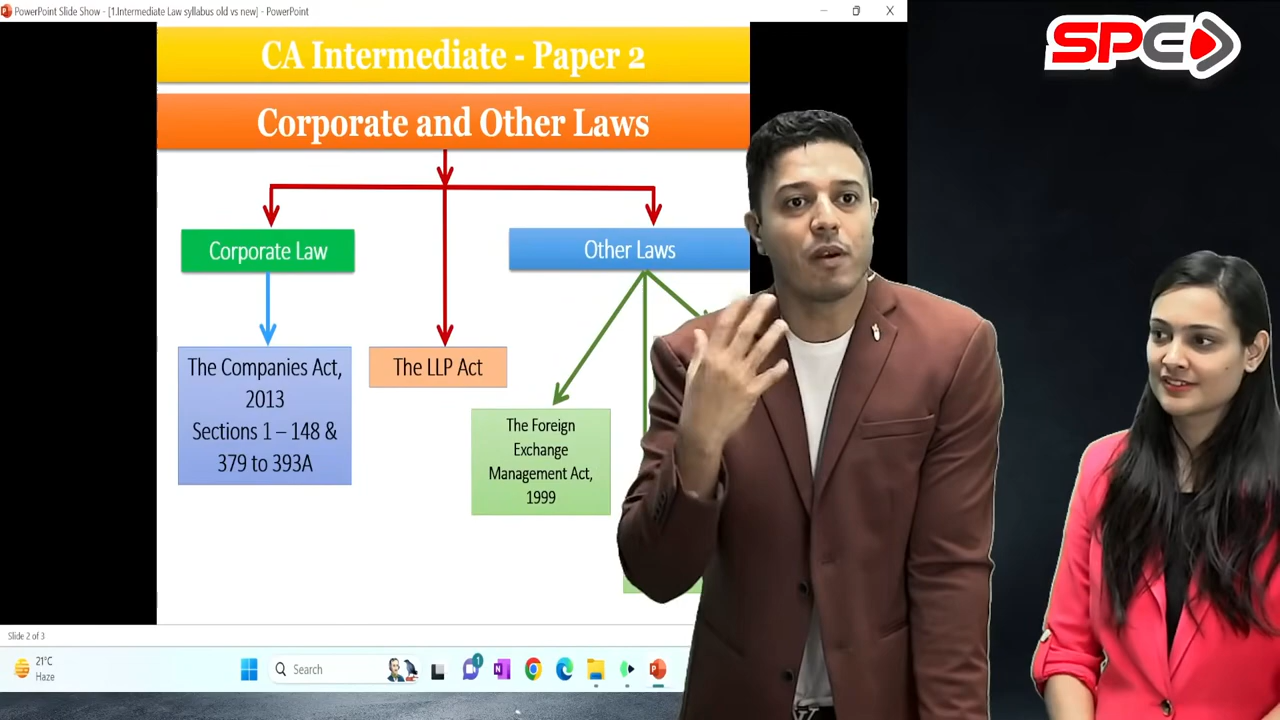 PowerPoint Slide Show - [1.Intermediate Law syllabus old vs new] - PowerPoint
SPC
CA Intermediate - Paper 2
Corporate and Other Laws
Corporate Law
Other Laws
The Companies Act,
2013
Sections 1 – 148 &
379 to 393A
The LLP Act
The Foreign
Exchange
Management Act,
1999
Slide 2 of 3
21°C
Haze
Search
1